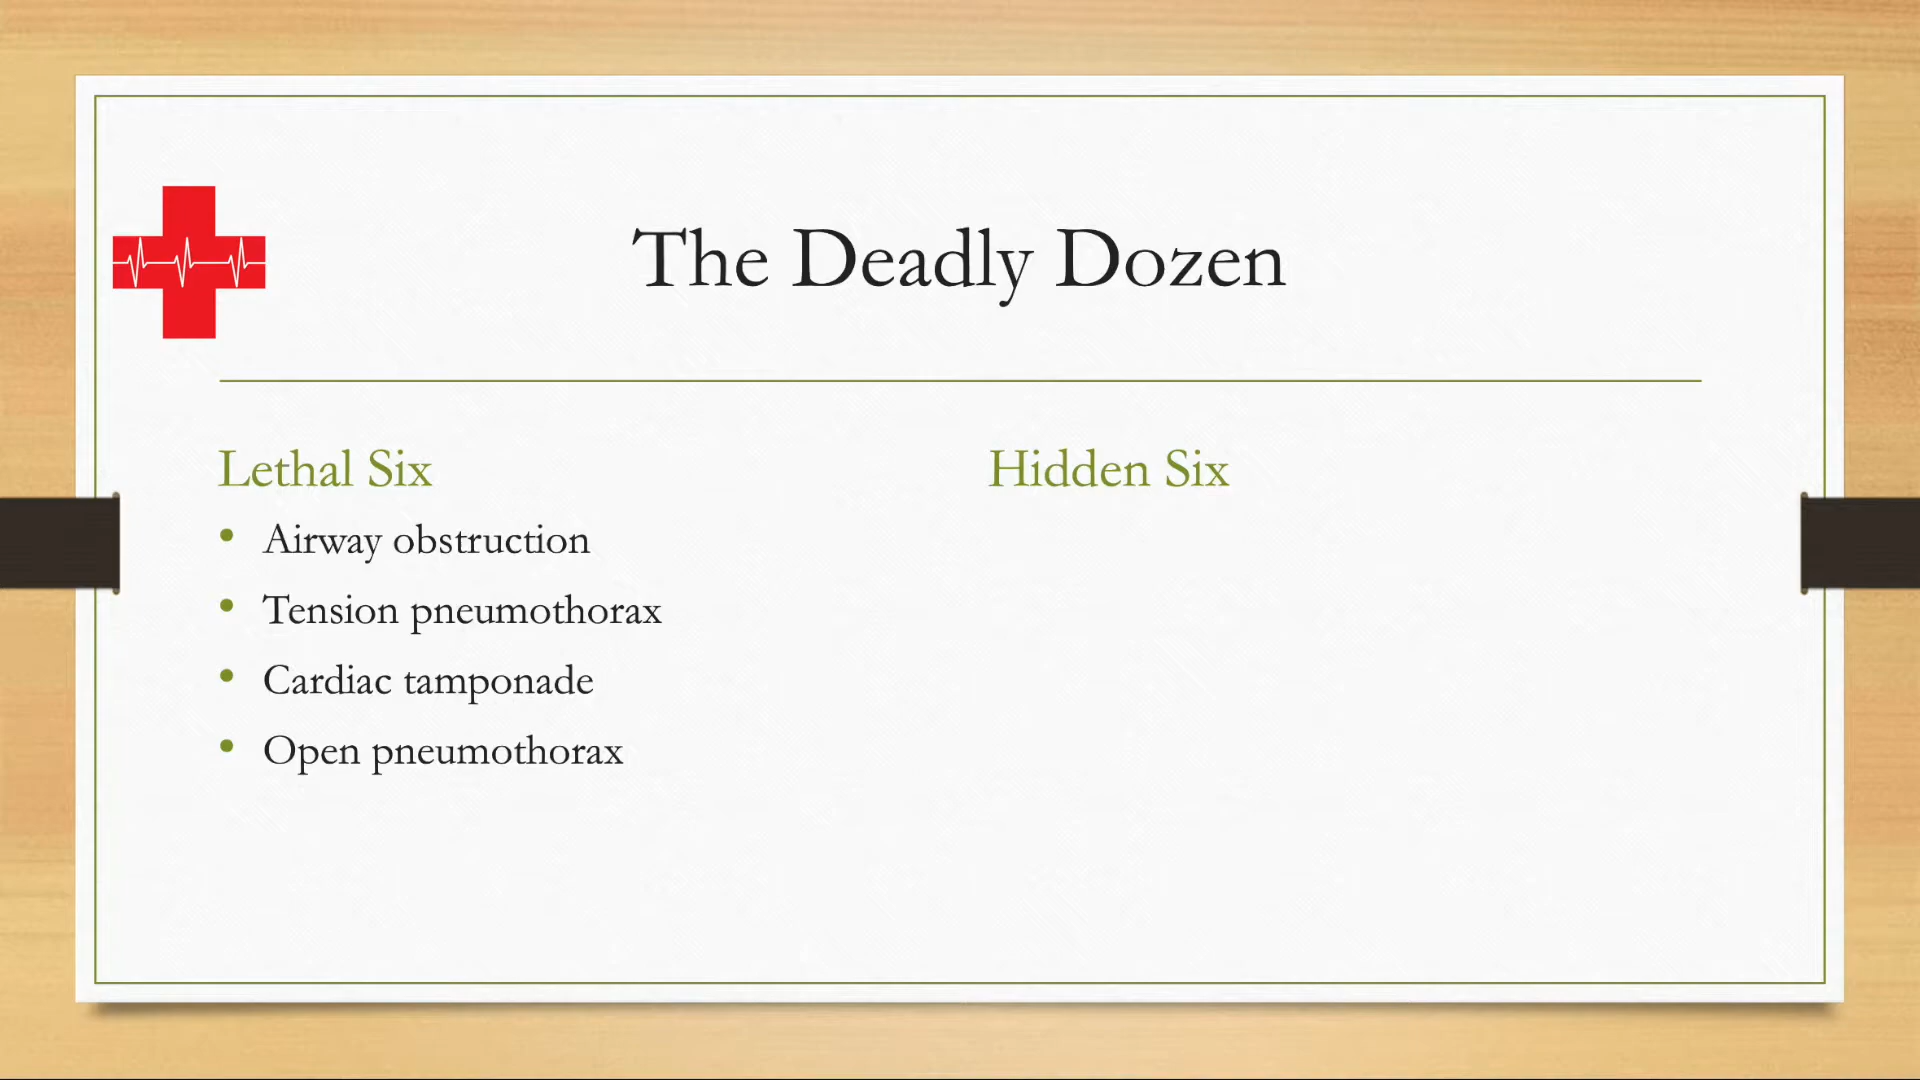 The Deadly Dozen
Lethal Six
• Airway obstruction
• Tension pneumothorax
• Cardiac tamponade
• Open pneumothorax
Hidden Six